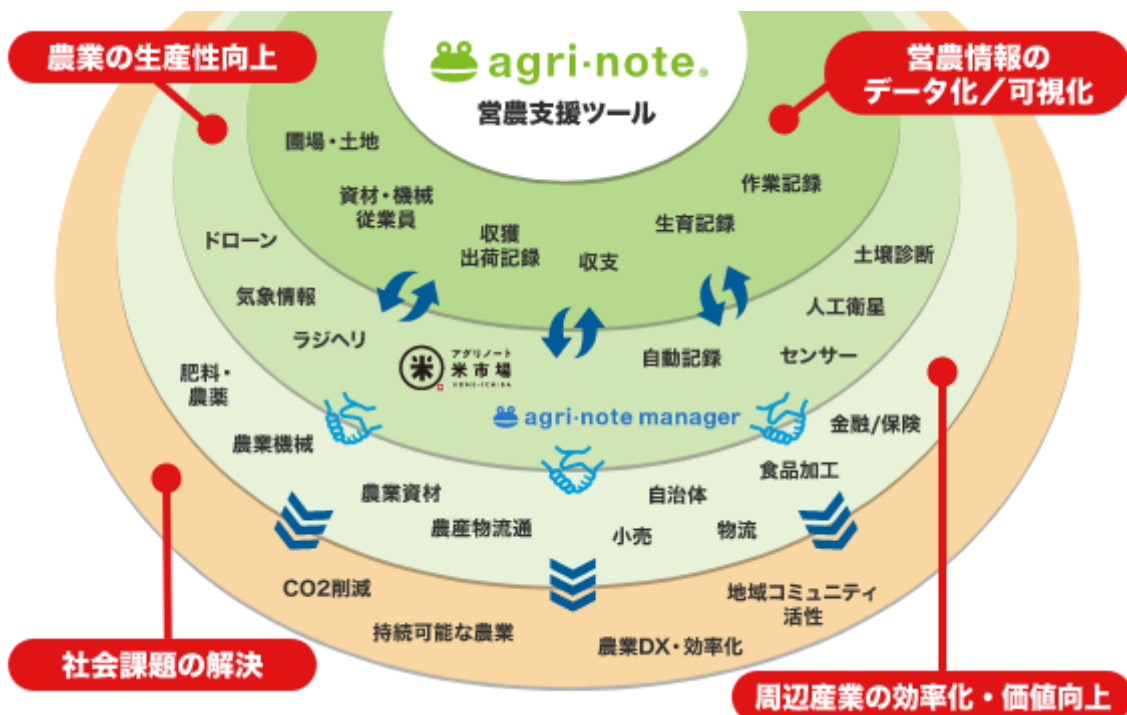 農業の生産性向上
agri-note®
営農支援ツール
営農情報の
データ化／可視化
圃場・土地
資材・機械
従業員
収穫
出荷記録
収支
生育記録
作業記録
ドローン
気象情報
ラジヘリ
アグリノート
米
米市場
KOME-ICHIBA
自動記録
土壌診断
人工衛星
センサー
agri-note manager
肥料・
農薬
農業機械
農業資材
農産物流通
自治体
小売
物流
食品加工
金融/保険
CO2削減
持続可能な農業
農業DX・効率化
地域コミュニティ
活性
社会課題の解決
周辺産業の効率化・価値向上